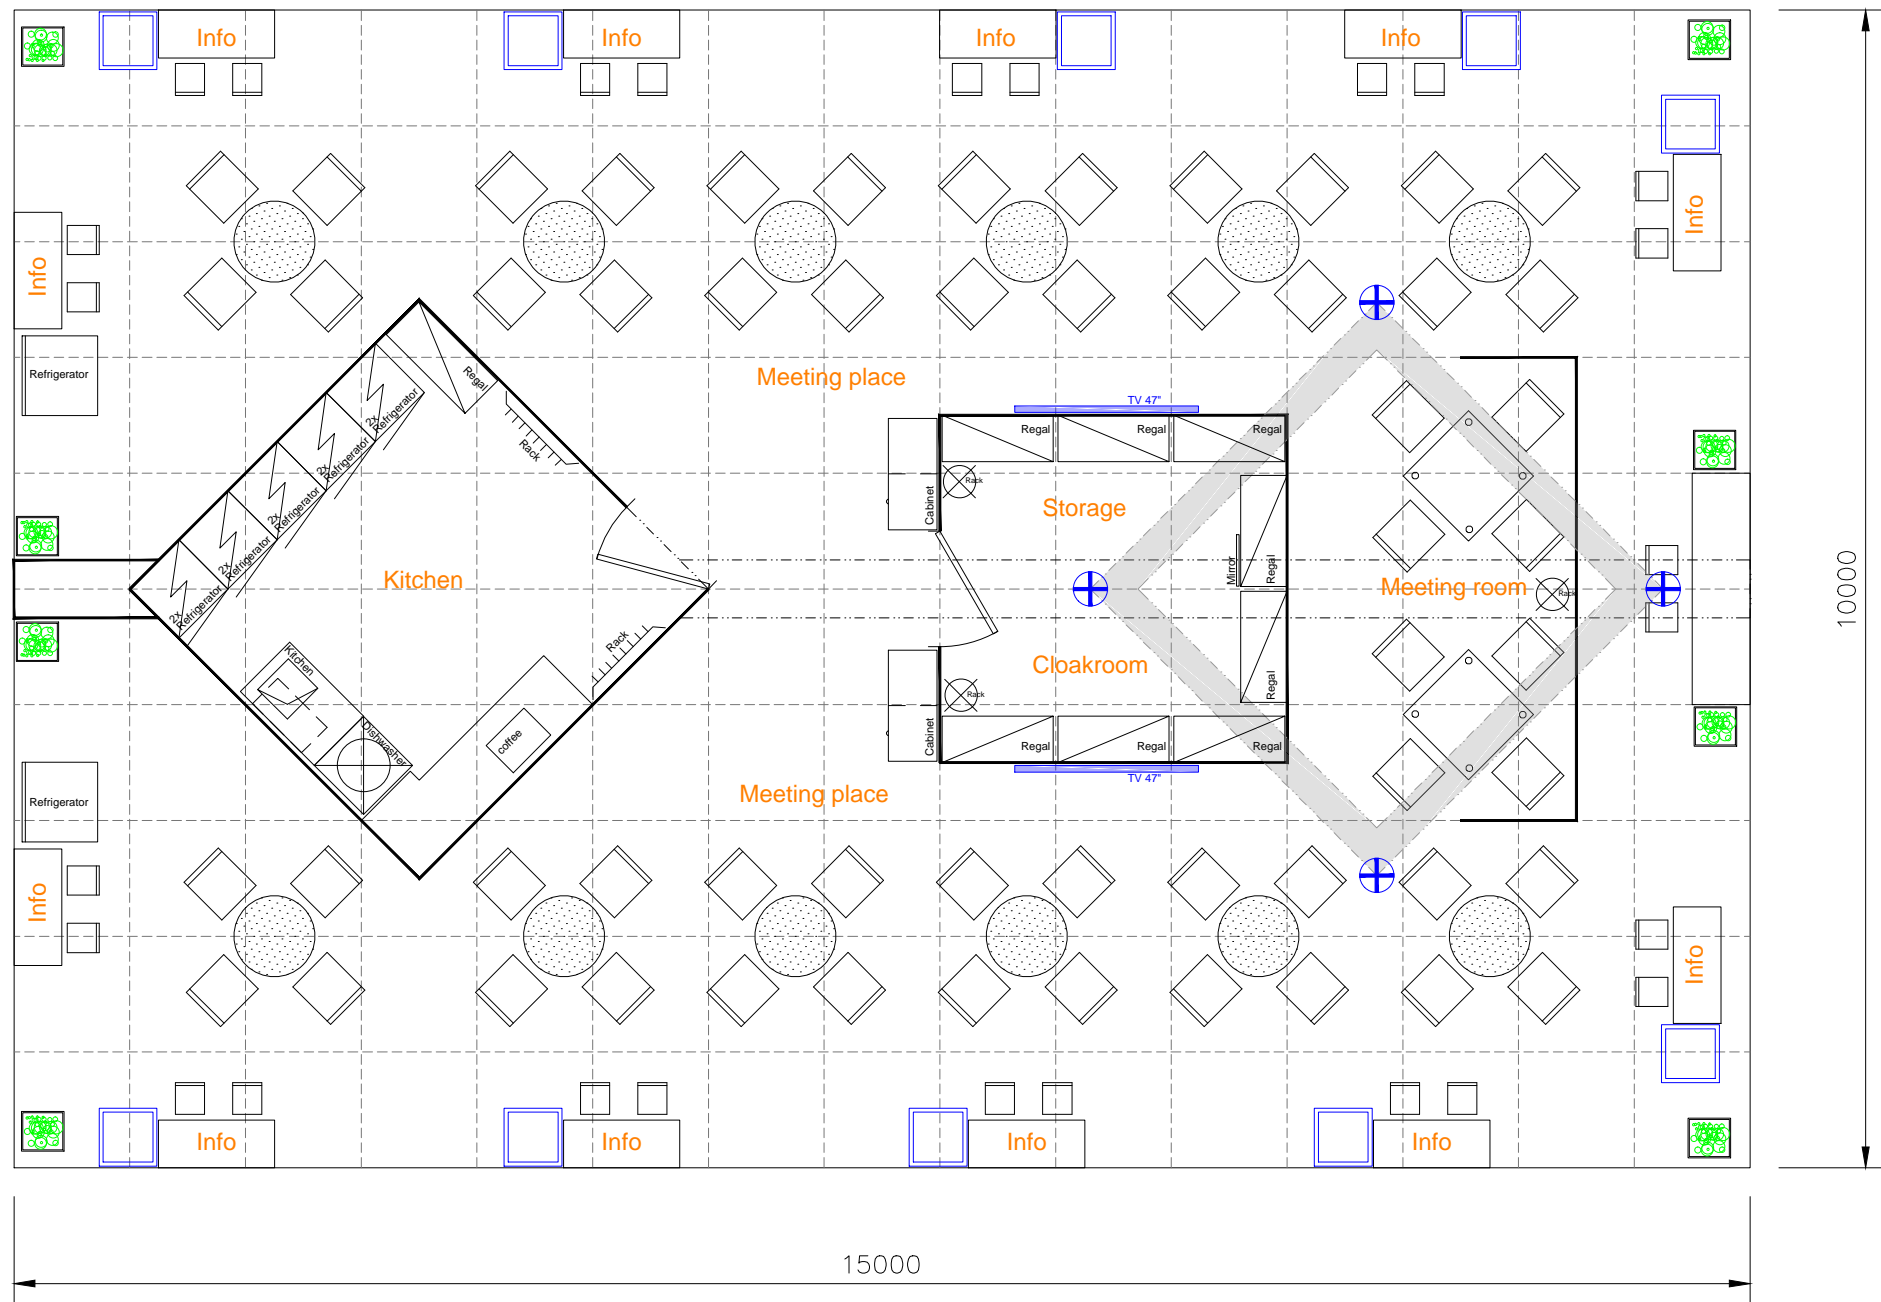 Info
Info
Info
Info
Info
Info
Refrigerator
Meeting place
Regal
2x
Refrigerator
2x
Refrigerator
2x
Refrigerator
2x
Refrigerator
2x
Refrigerator
Rack
Kitchen
Rack
Kitchen
Dishwasher
coffee
TV 47"
Regal
Regal
Regal
Cabinet
Rack
Storage
Mirror
Regal
Meeting room
Rack
Cloakroom
Rack
Regal
Cabinet
Regal
Regal
Regal
TV 47"
Meeting place
Refrigerator
Info
Info
Info
Info
Info
Info
10000
15000